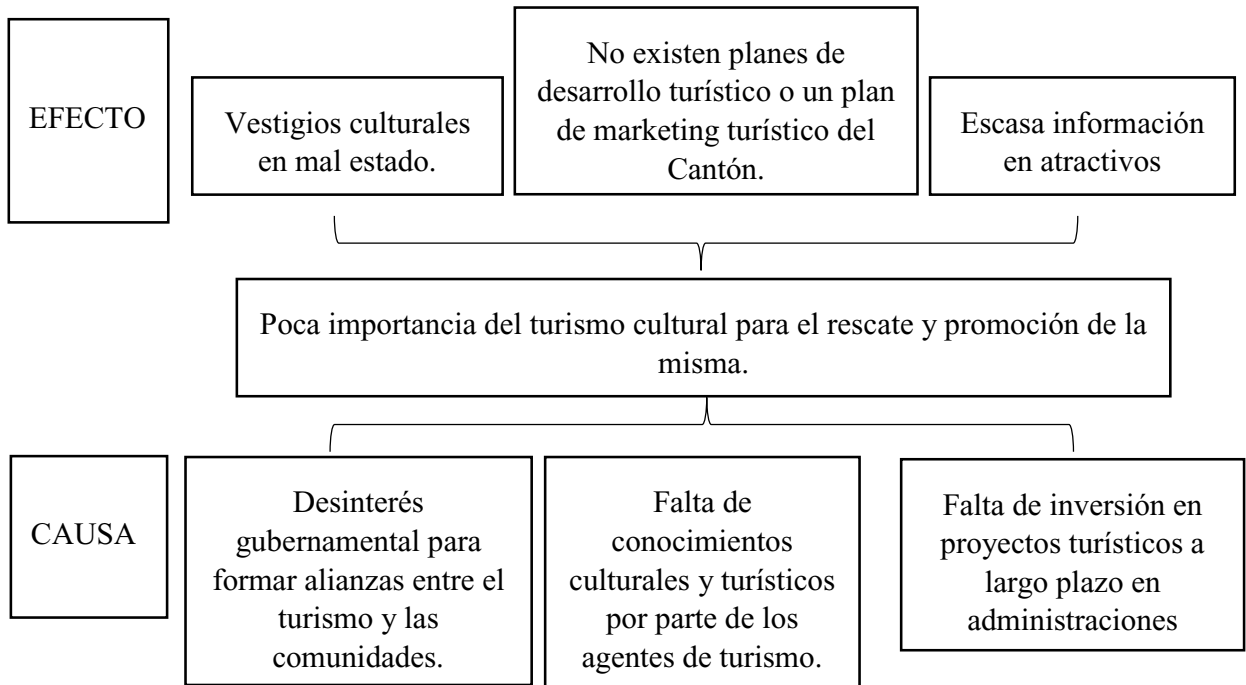 EFECTO
Vestigios culturales
en mal estado.
No existen planes de
desarrollo turístico o un plan
de marketing turístico del
Cantón.
Escasa información
en atractivos
Poca importancia del turismo cultural para el rescate y promoción de la
misma.
CAUSA
Desinterés
gubernamental para
formar alianzas entre el
turismo y las
comunidades.
Falta de
conocimientos
culturales y turísticos
por parte de los
agentes de turismo.
Falta de inversión en
proyectos turísticos a
largo plazo en
administraciones